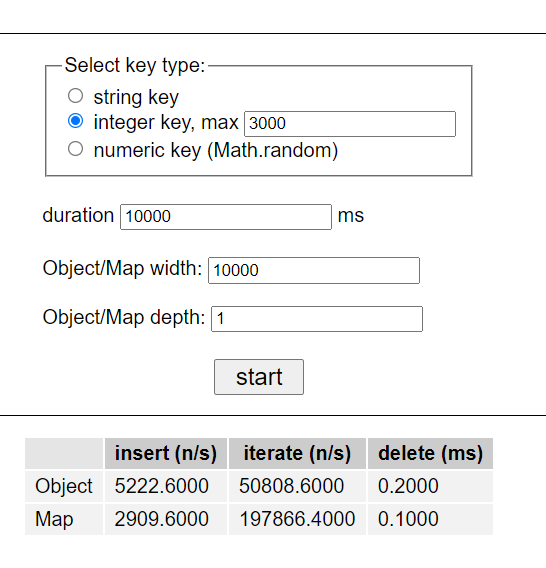 Select key type:
string key
integer key, max 3000
numeric key (Math.random)
duration 10000 ms
Object/Map width: 10000
Object/Map depth: 1
start
insert (n/s) iterate (n/s) delete (ms)
Object 5222.6000 50808.6000 0.2000
Map 2909.6000 197866.4000 0.1000